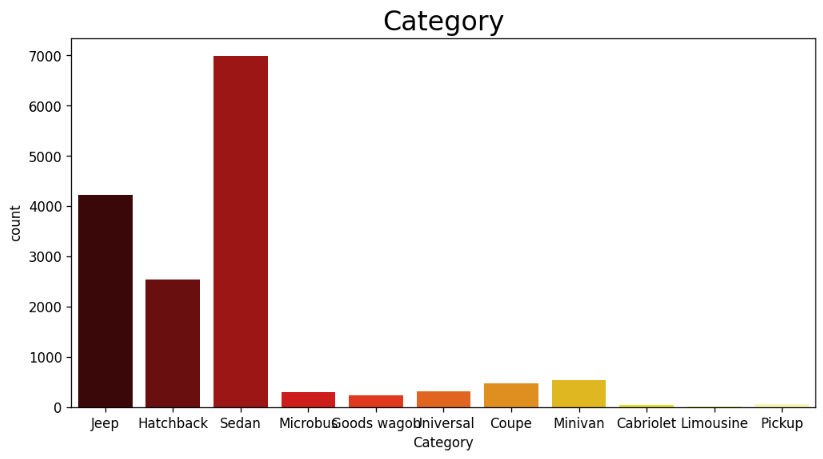 Category
count
7000
6000
5000
4000
3000
2000
1000
0
Jeep Hatchback Sedan Microbus Goods wagon Universal Coupe Minivan Cabriolet Limousine Pickup
Category